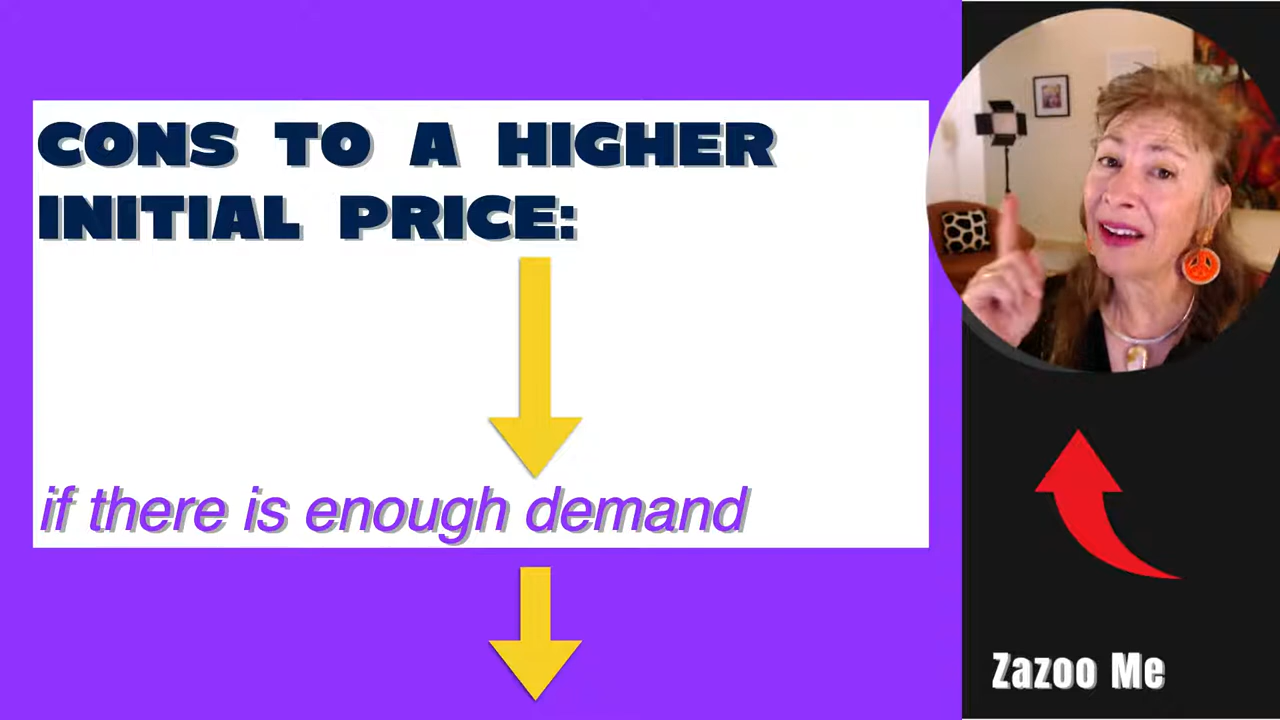 CONS TO A HIGHER
INITIAL PRICE:
if there is enough demand
Zazoo Me